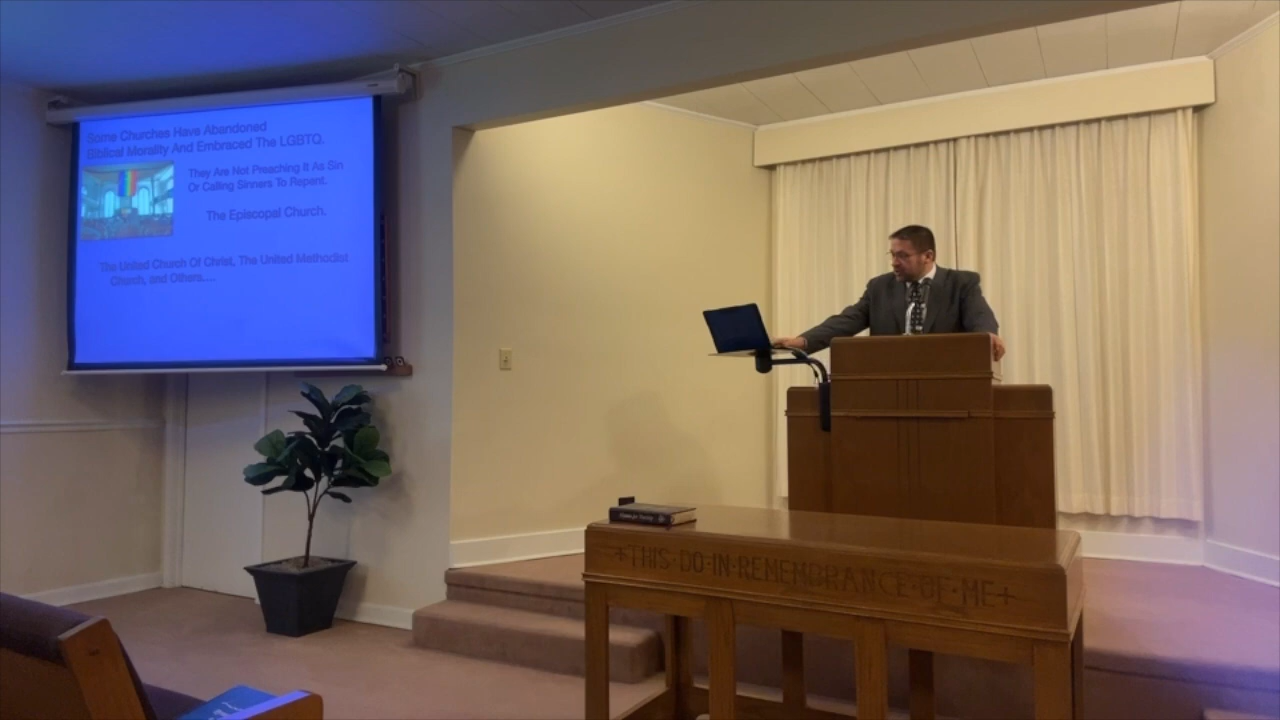 Some Churches Have Abandoned
Biblical Morality And Embraced The LGBTQ.
They Are Not Preaching It As Sin
Or Calling Sinners To Repent.
The Episcopal Church.
The United Church Of Christ, The United Methodist
Church, and Others....
+THIS·DO·IN·REMEMBRANCE·OF·ME+